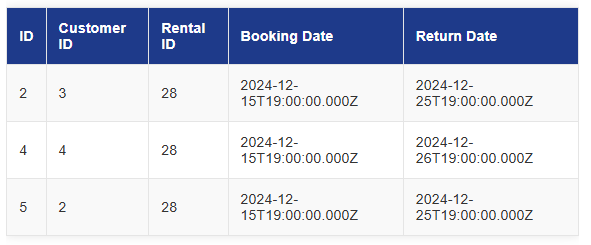 ID Customer ID Rental ID Booking Date Return Date
2 3 28 2024-12-15T19:00:00.000Z 2024-12-25T19:00:00.000Z
4 4 28 2024-12-15T19:00:00.000Z 2024-12-26T19:00:00.000Z
5 2 28 2024-12-15T19:00:00.000Z 2024-12-25T19:00:00.000Z